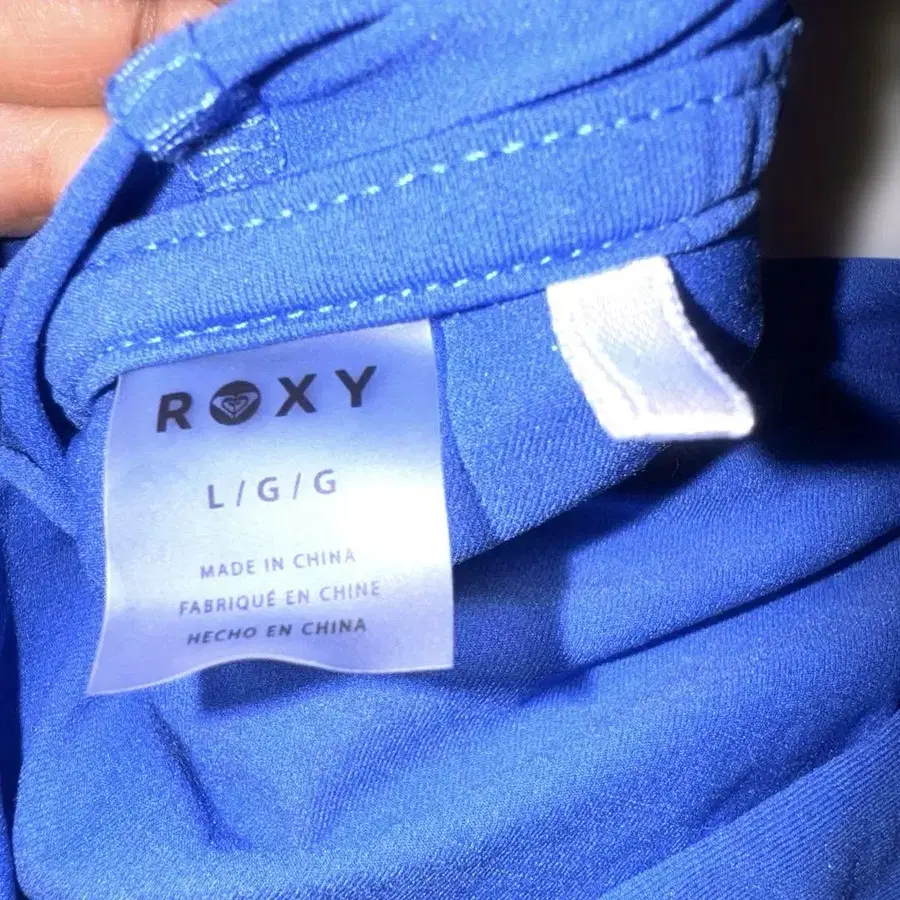 ROXY
L/G/G
MADE IN CHINA
FABRIQUÉ EN CHINE
HECHO EN CHINA